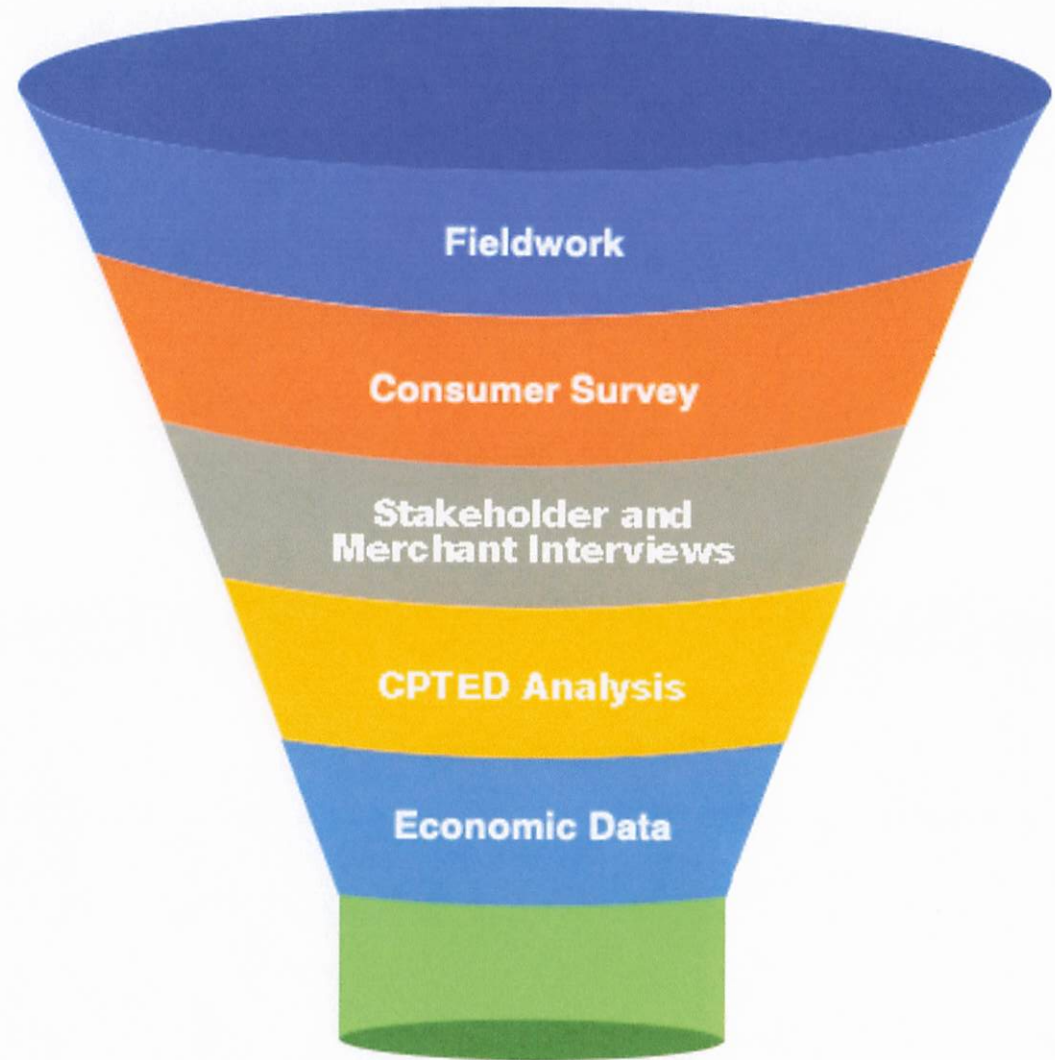 Fieldwork
Consumer Survey
Stakeholder and
Merchant Interviews
CPTED Analysis
Economic Data